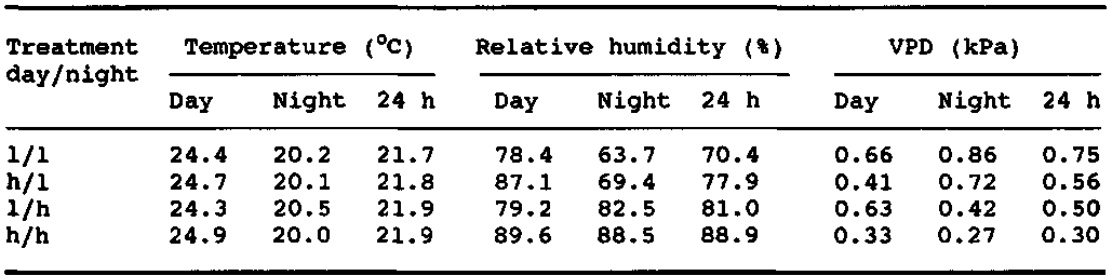 Treatment Temperature (°C) Relative humidity (%) VPD (kPa)
day/night
Day Night 24 h Day Night 24 h Day Night 24 h
l/l 24.4 20.2 21.7 78.4 63.7 70.4 0.66 0.86 0.75
h/l 24.7 20.1 21.8 87.1 69.4 77.9 0.41 0.72 0.56
l/h 24.3 20.5 21.9 79.2 82.5 81.0 0.63 0.42 0.50
h/h 24.9 20.0 21.9 89.6 88.5 88.9 0.33 0.27 0.30